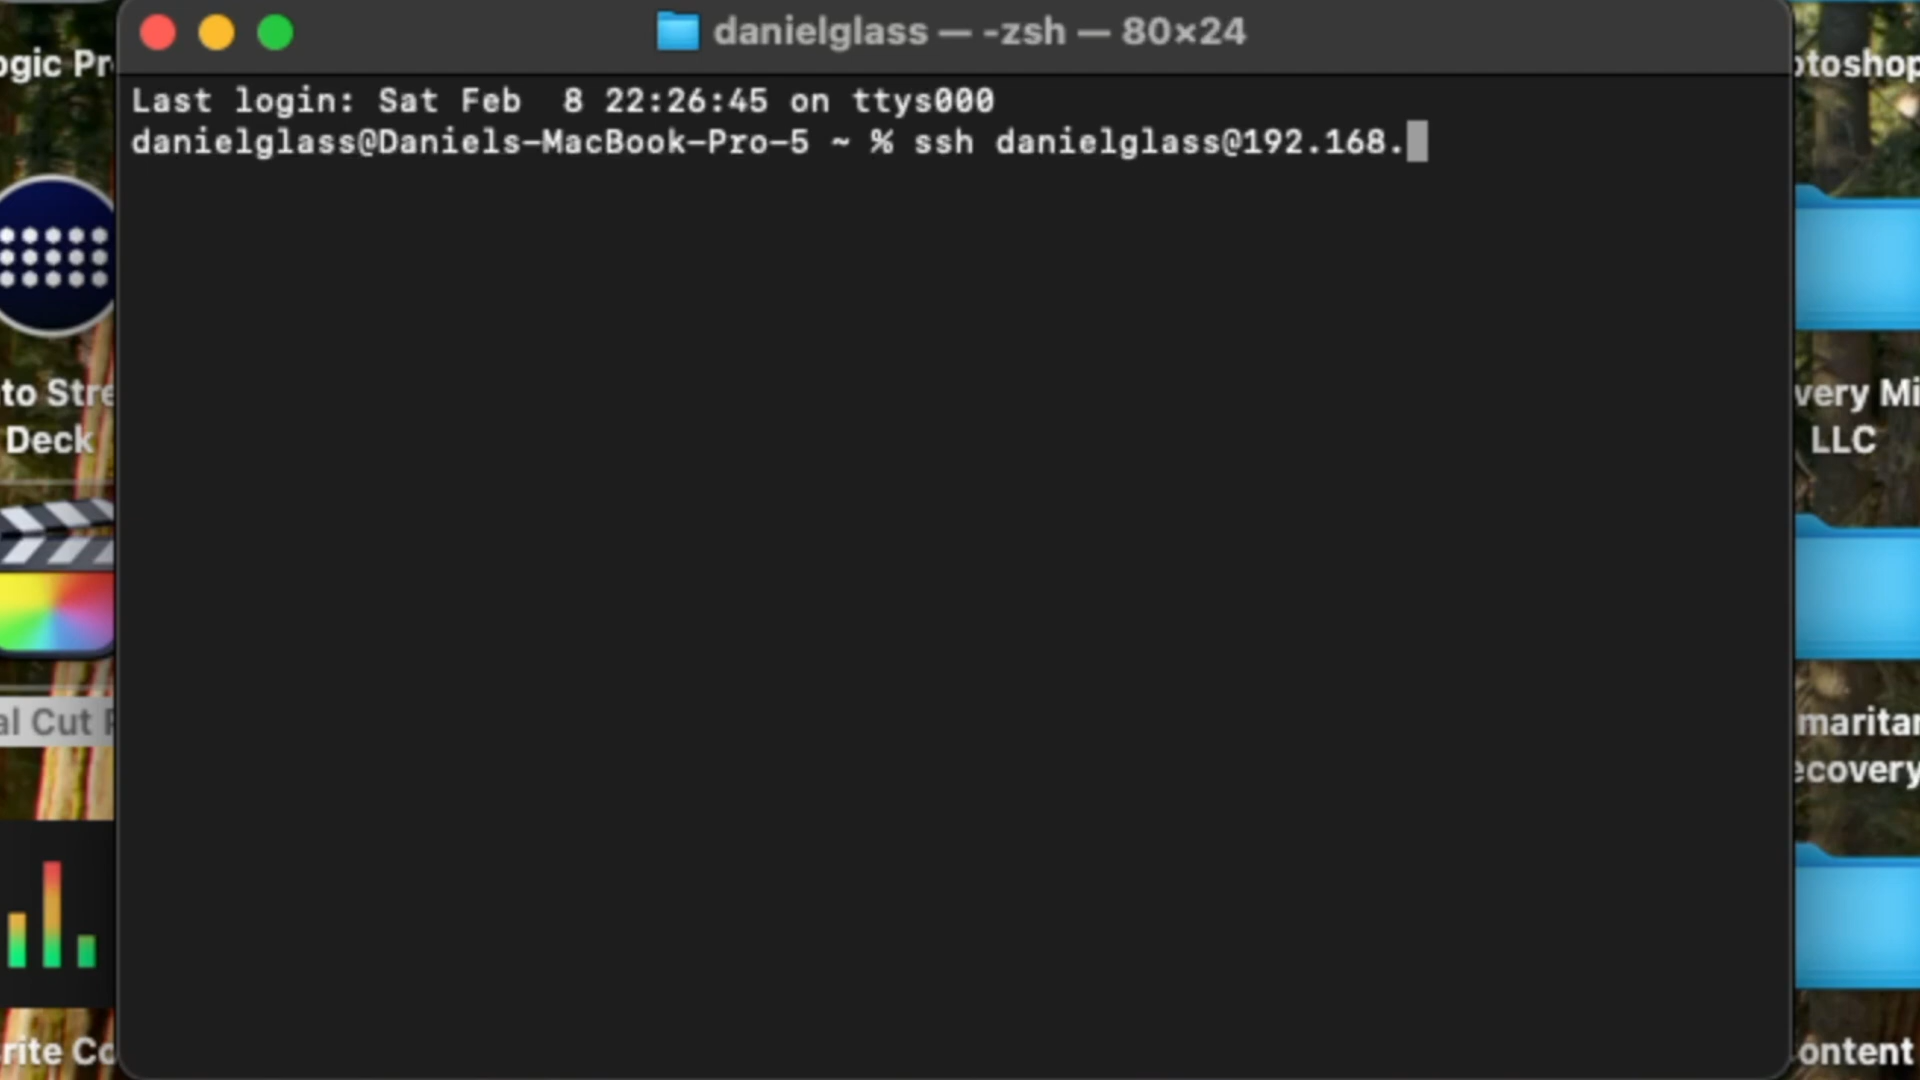 danielglass — -zsh — 80×24
Last login: Sat Feb  8 22:26:45 on ttys000
danielglass@Daniels-MacBook-Pro-5 ~ % ssh danielglass@192.168.
ogic Pr
otoshop
to Stre
Deck
very Mi
LLC
al Cut
maritan
ecovery
rite Co
ontent